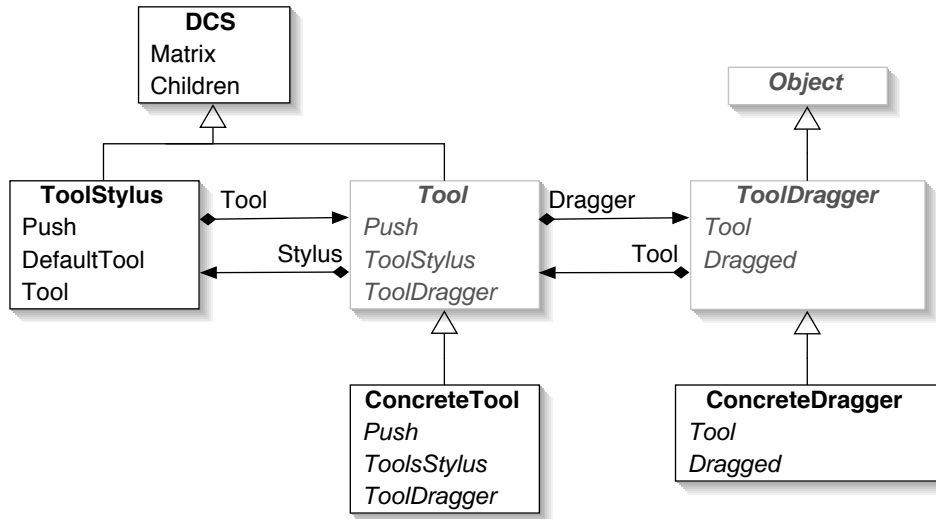 DCS
Matrix
Children
Object
ToolStylus
Push
DefaultTool
Tool
Tool
Stylus
Tool
Push
ToolStylus
ToolDragger
Dragger
Tool
ToolDragger
Tool
Dragged
ConcreteTool
Push
ToolsStylus
ToolDragger
ConcreteDragger
Tool
Dragged